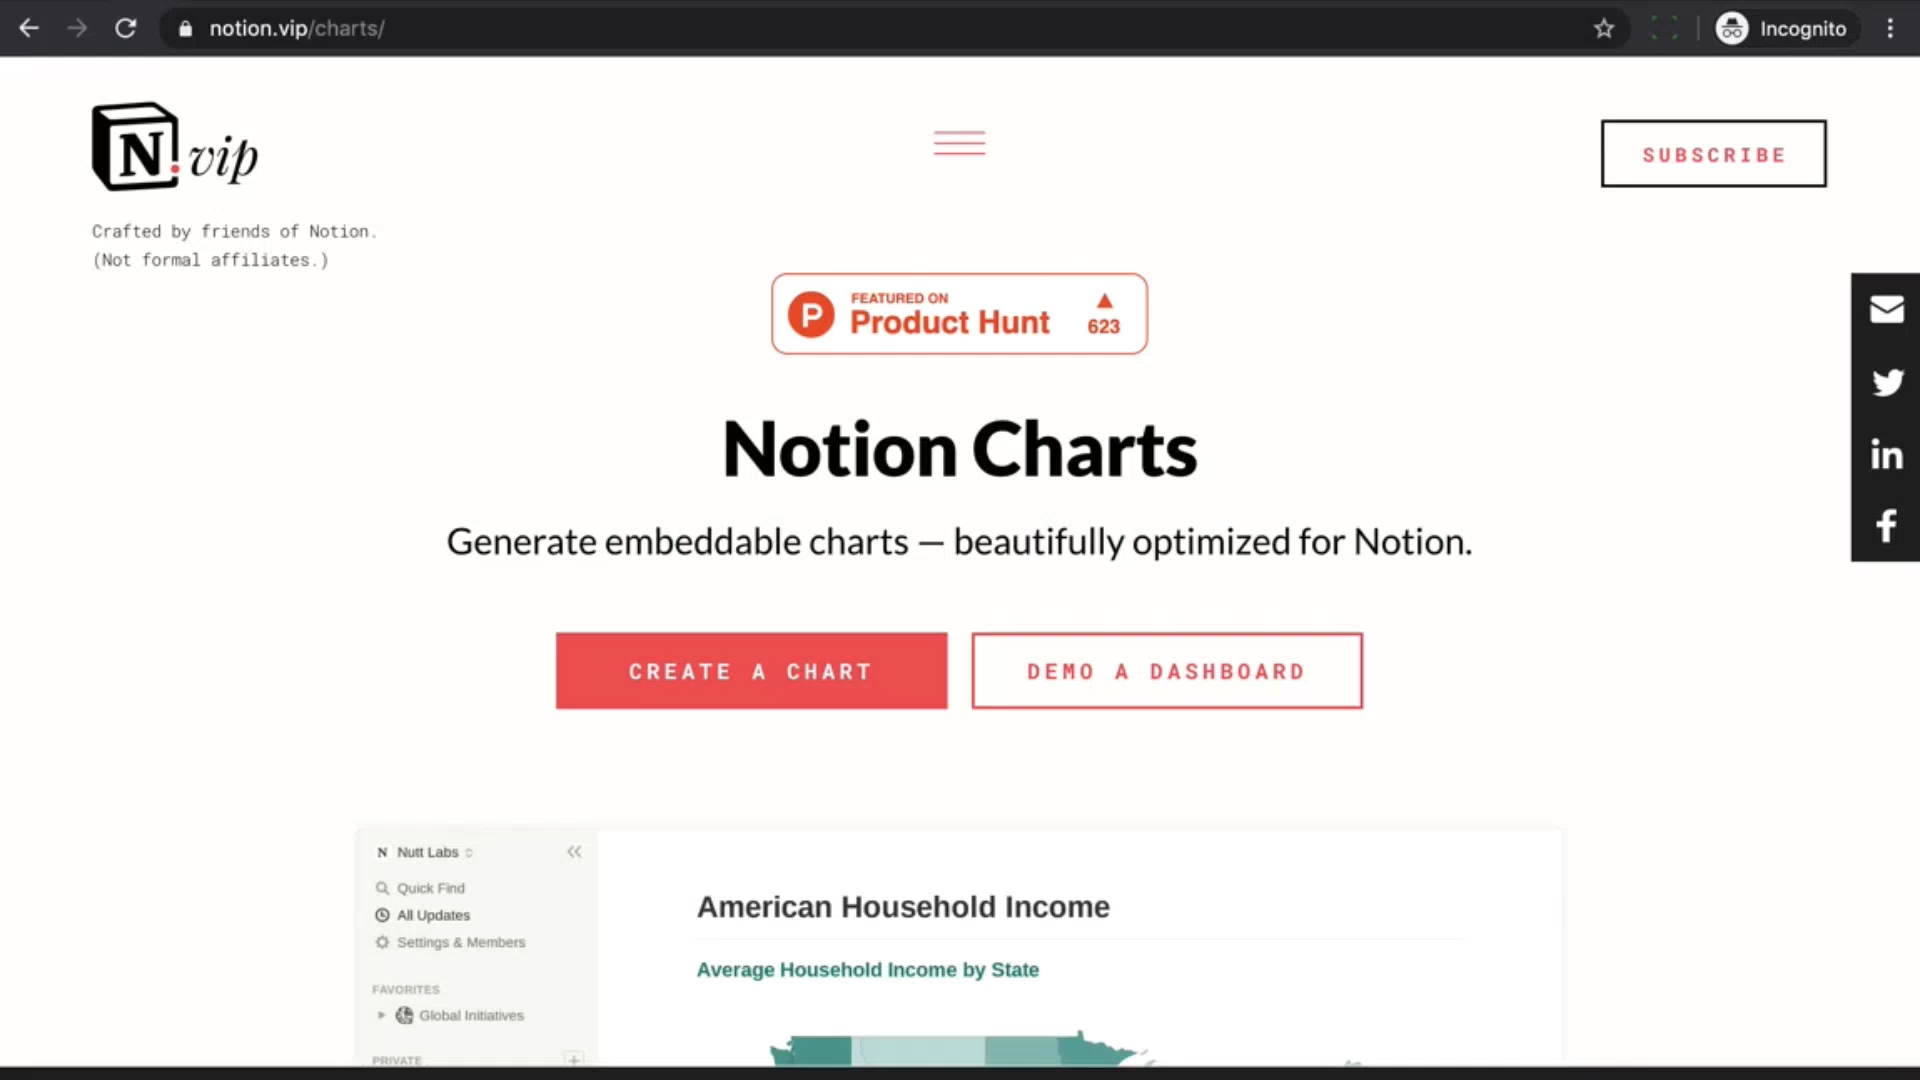 notion.vip/charts/
Incognito
N.vip
SUBSCRIBE
Crafted by friends of Notion.
(Not formal affiliates.)
P
FEATURED ON
Product Hunt
623
Notion Charts
Generate embeddable charts — beautifully optimized for Notion.
CREATE A CHART
DEMO A DASHBOARD
in
f
N Nutt Labs
Quick Find
All Updates
Settings & Members
FAVORITES
Global Initiatives
PRIVATE
American Household Income
Average Household Income by State